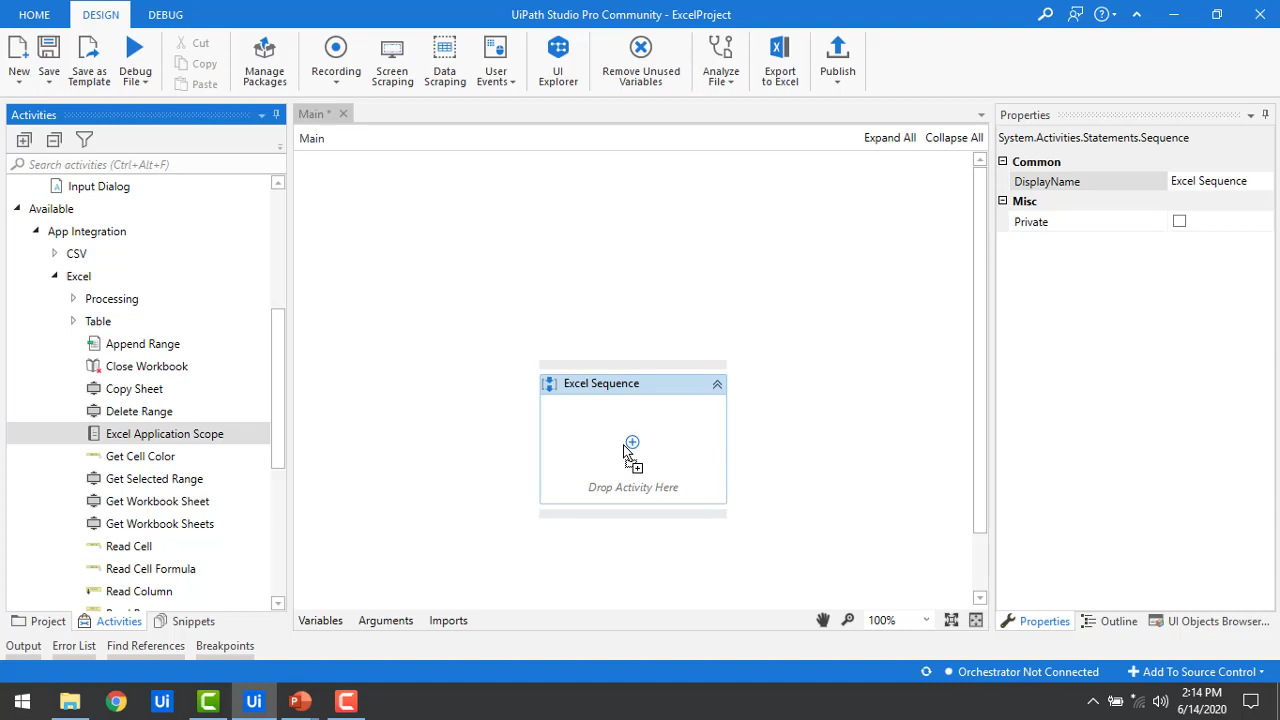 HOME DESIGN DEBUG UiPath Studio Pro Community - ExcelProject
New Save Save as Template Debug File Cut Copy Paste Manage Packages Recording Screen Scraping Data Scraping User Events UI Explorer Remove Unused Variables Analyze File Export to Excel Publish
Activities
Search activities (Ctrl+Alt+F)
Input Dialog
Available
App Integration
CSV
Excel
Processing
Table
Append Range
Close Workbook
Copy Sheet
Delete Range
Excel Application Scope
Get Cell Color
Get Selected Range
Get Workbook Sheet
Get Workbook Sheets
Read Cell
Read Cell Formula
Read Column
Project Activities Snippets
Main *
Main Expand All Collapse All
Excel Sequence
Drop Activity Here
Variables Arguments Imports 100%
Properties
System.Activities.Statements.Sequence
Common
DisplayName Excel Sequence
Misc
Private
Properties Outline UI Objects Browser...
Output Error List Find References Breakpoints
Orchestrator Not Connected Add To Source Control
Ui Ui 2:14 PM
6/14/2020